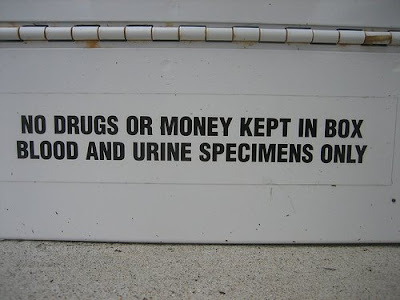 NO DRUGS OR MONEY KEPT IN BOX
BLOOD AND URINE SPECIMENS ONLY